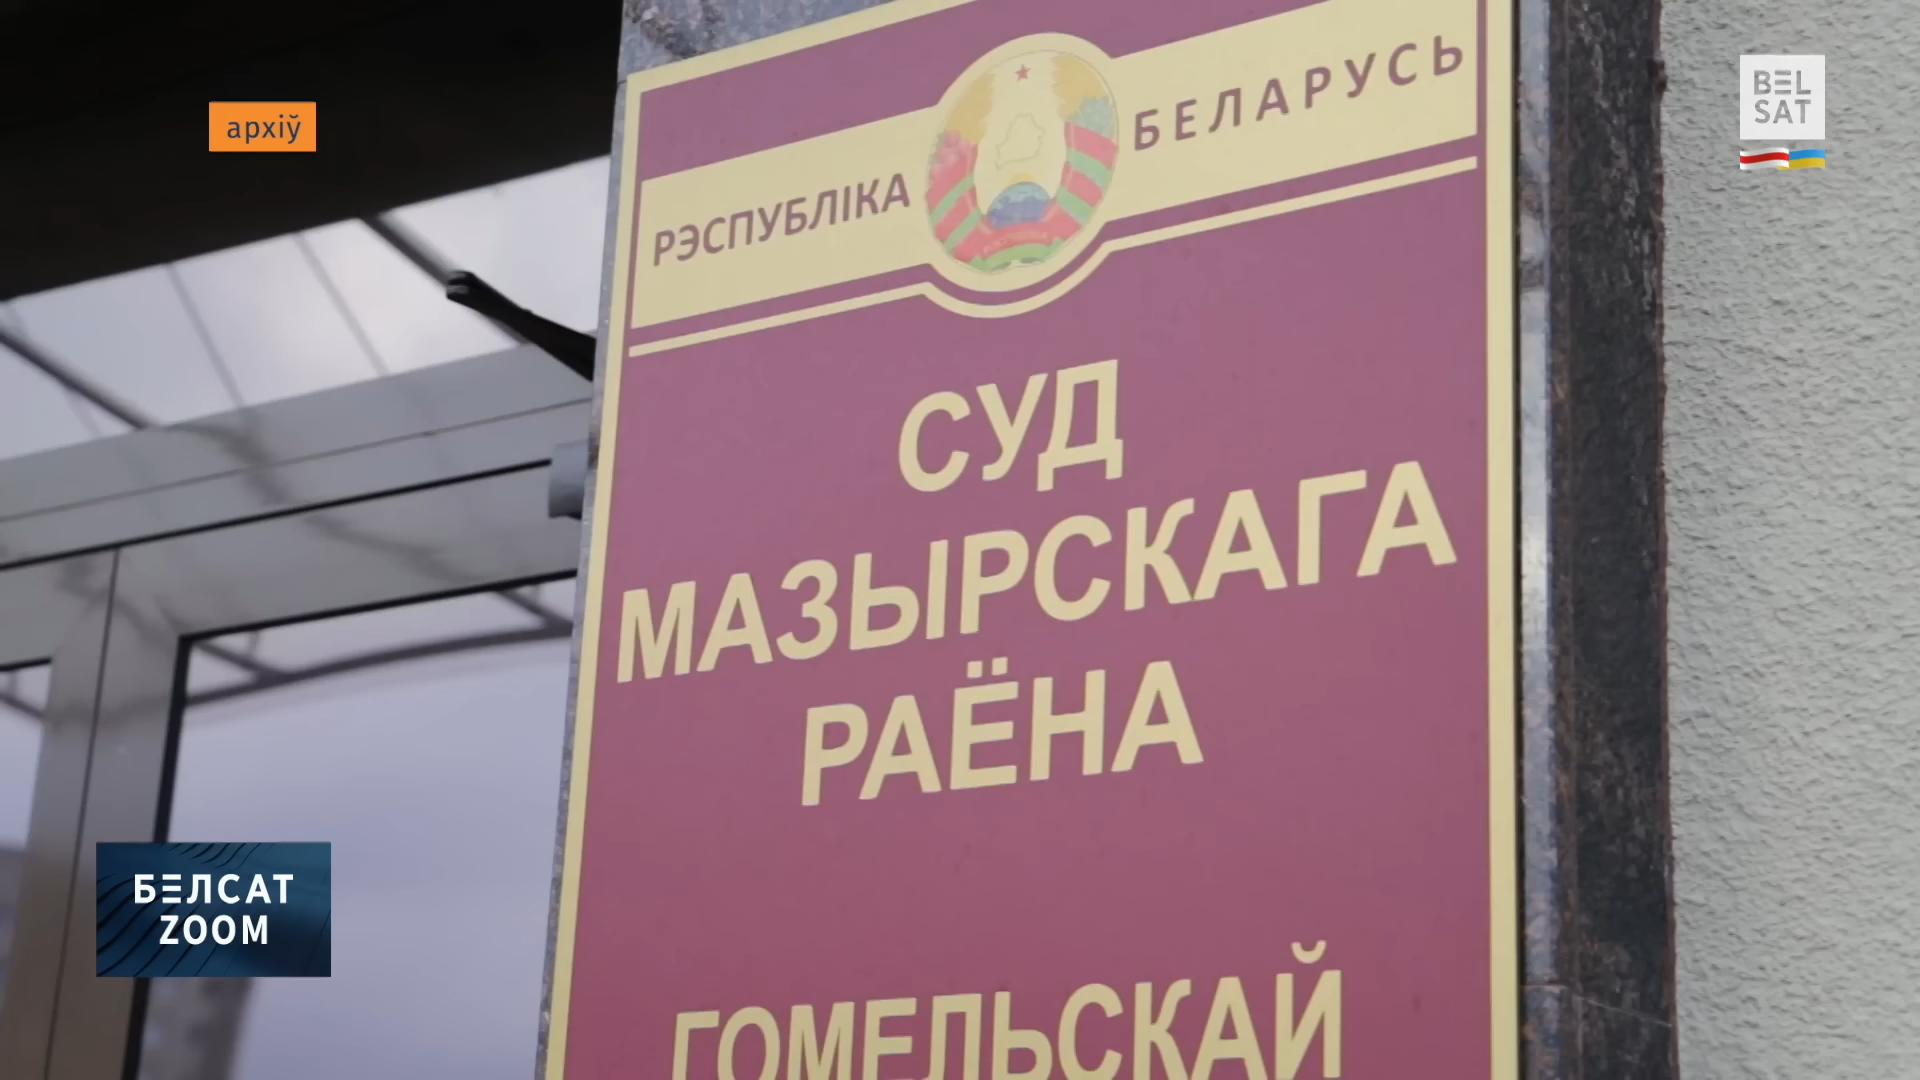 архіў
BEL
SAT
РЭСПУБЛІКА БЕЛАРУСЬ
СУД
МАЗЫРСКАГА
РАЁНА
ГОМЕЛЬСКАЙ
БЕЛСАТ
ZOOM